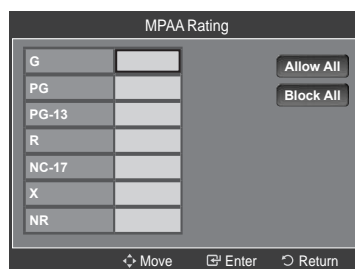 MPAA Rating
G
Allow All
PG
Block All
PG-13
R
NC-17
X
NR
Move Enter Return